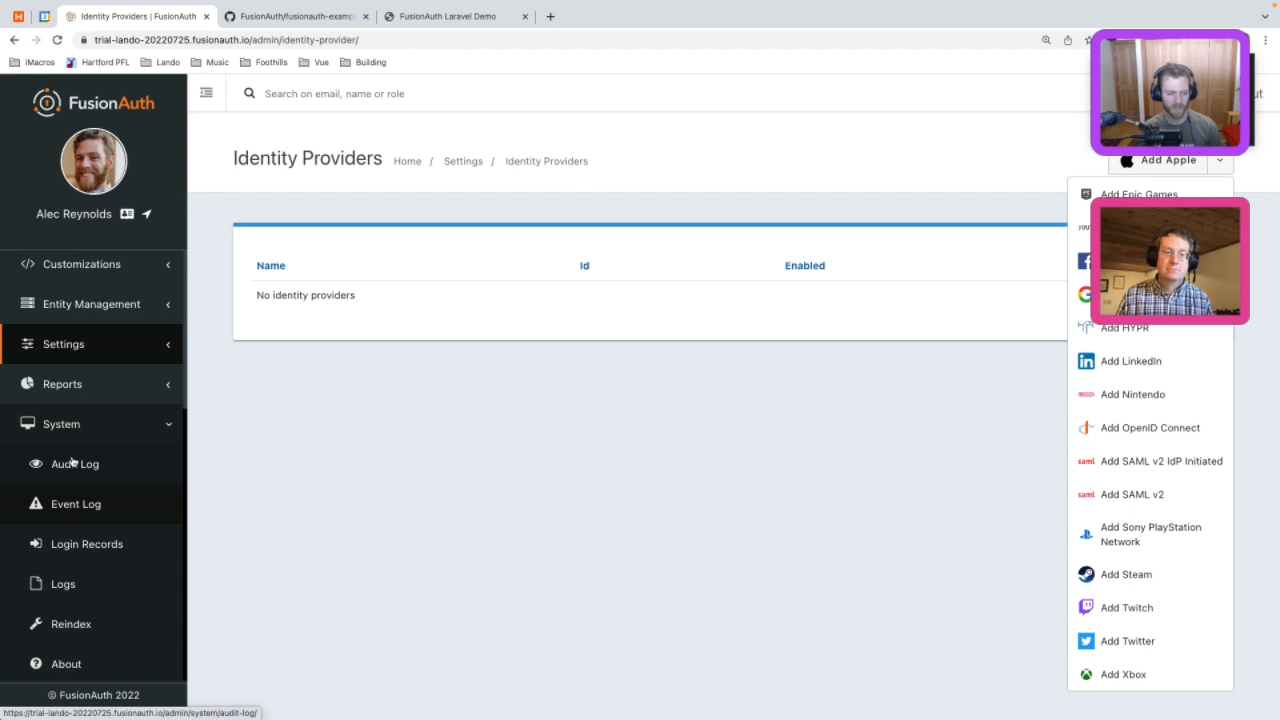 Identity Providers | FusionAuth
FusionAuth/fusionauth-exampl
FusionAuth Laravel Demo
trial-lando-20220725.fusionauth.io/admin/identity-provider/
iMacros
Hartford PFL
Lando
Music
Foothills
Vue
Building
FusionAuth
Search on email, name or role
Identity Providers
Home / Settings / Identity Providers
Add Apple
Alec Reynolds
Customizations
Entity Management
Settings
Reports
System
Audit Log
Event Log
Login Records
Logs
Reindex
About
© FusionAuth 2022
Name
Id
Enabled
No identity providers
Add Epic Games
Add HYPR
Add LinkedIn
Add Nintendo
Add OpenID Connect
Add SAML v2 IdP Initiated
Add SAML v2
Add Sony PlayStation
Network
Add Steam
Add Twitch
Add Twitter
Add Xbox
https://trial-lando-20220725.fusionauth.io/admin/system/audit-log/